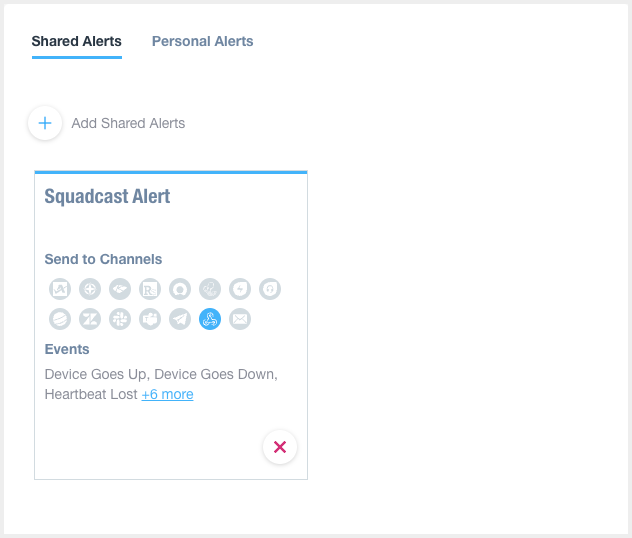 Shared Alerts
Personal Alerts
Add Shared Alerts
Squadcast Alert
Send to Channels
Events
Device Goes Up, Device Goes Down,
Heartbeat Lost +6 more